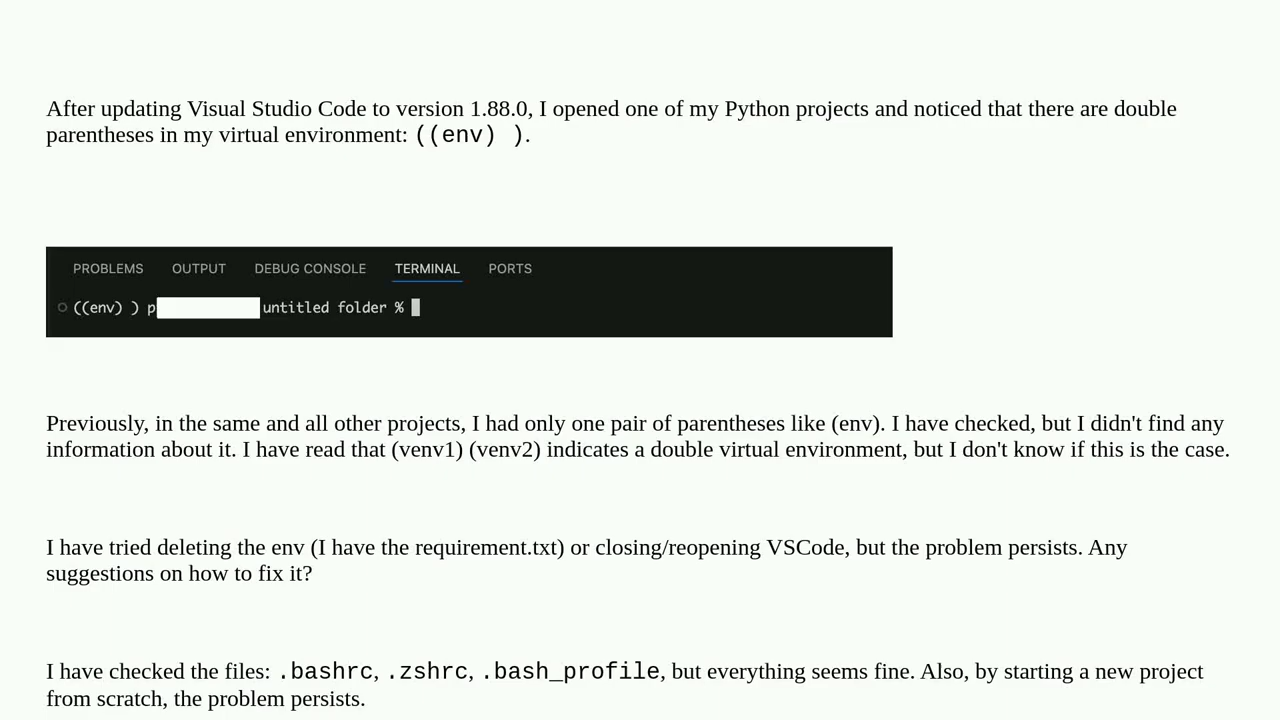 After updating Visual Studio Code to version 1.88.0, I opened one of my Python projects and noticed that there are double
parentheses in my virtual environment: ((env) ).
PROBLEMS OUTPUT DEBUG CONSOLE TERMINAL PORTS
((env) ) p untitled folder %
Previously, in the same and all other projects, I had only one pair of parentheses like (env). I have checked, but I didn't find any
information about it. I have read that (venv1) (venv2) indicates a double virtual environment, but I don't know if this is the case.
I have tried deleting the env (I have the requirement.txt) or closing/reopening VSCode, but the problem persists. Any
suggestions on how to fix it?
I have checked the files: .bashrc, .zshrc, .bash_profile, but everything seems fine. Also, by starting a new project
from scratch, the problem persists.